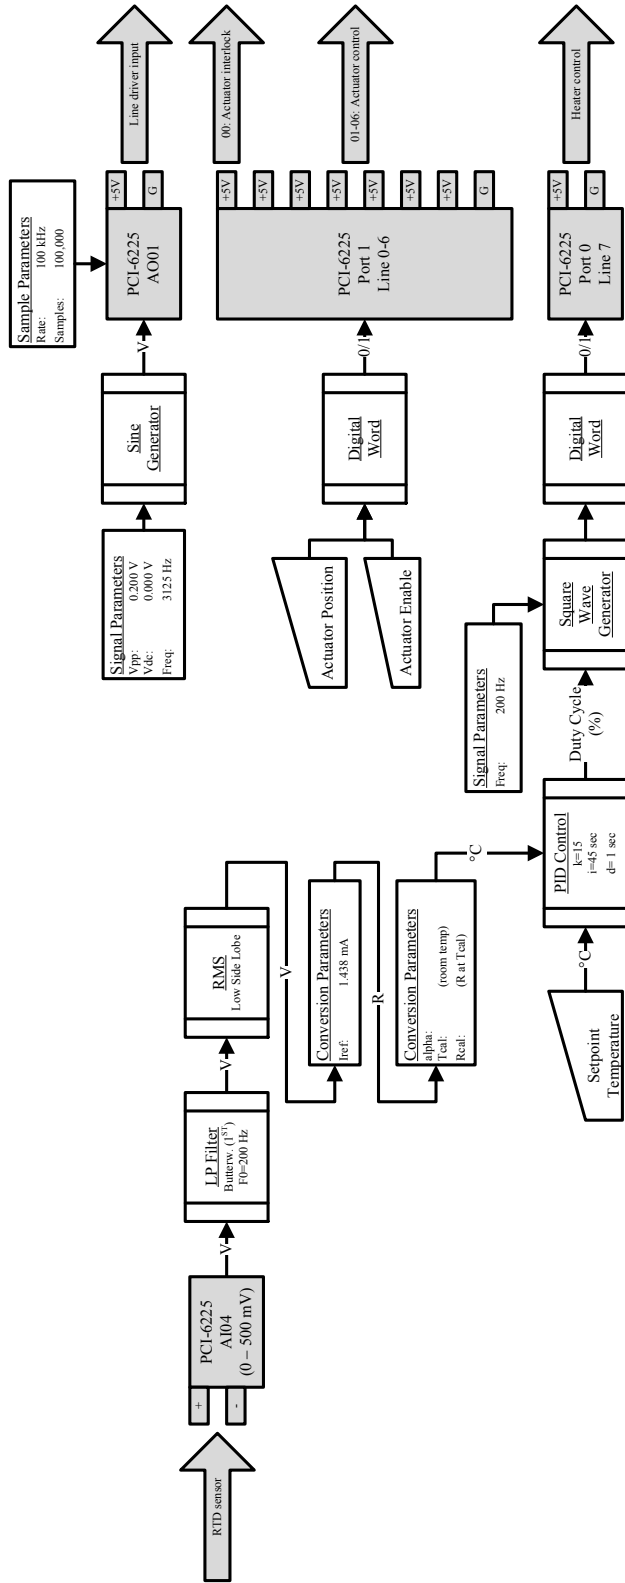 RTD sensor
+
-
PCI-6225
AI04
(0 – 500 mV)
V
LP Filter
Butterw. (1ST)
F0=200 Hz
V
RMS
Low Side Lobe
V
Conversion Parameters
Iref: 1.438 mA
R
Conversion Parameters
alpha:
Tcal: (room temp)
Rcal: (R at Tcal)
°C
Setpoint
Temperature
°C
PID Control
k=15
i=45 sec
d= 1 sec
Duty Cycle
(%)
Signal Parameters
Freq: 200 Hz
Square
Wave
Generator
Digital
Word
0/1
PCI-6225
Port 0
Line 7
+5V
G
Heater control
Actuator Position
Actuator Enable
Digital
Word
0/1
PCI-6225
Port 1
Line 0-6
+5V
+5V
+5V
+5V
+5V
+5V
+5V
G
00: Actuator interlock
01-06: Actuator control
Signal Parameters
Vpp: 0.200 V
Vdc: 0.000 V
Freq: 3125 Hz
Sine
Generator
V
Sample Parameters
Rate: 100 kHz
Samples: 100,000
PCI-6225
AO01
+5V
G
Line driver input